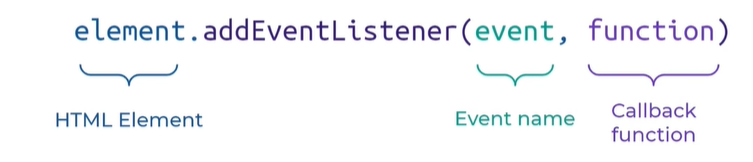 element.addEventListener(event, function)
HTML Element
Event name
Callback
function